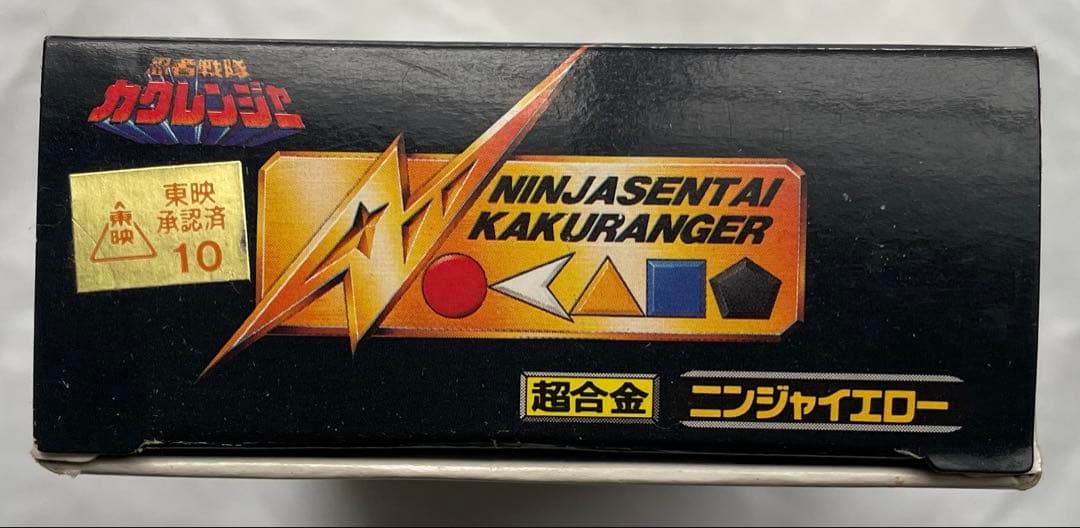 忍者戦隊
カクレンジャー
東映
東映
承認済
10
NINJASENTAI
KAKURANGER
超合金
ニンジャイエロー